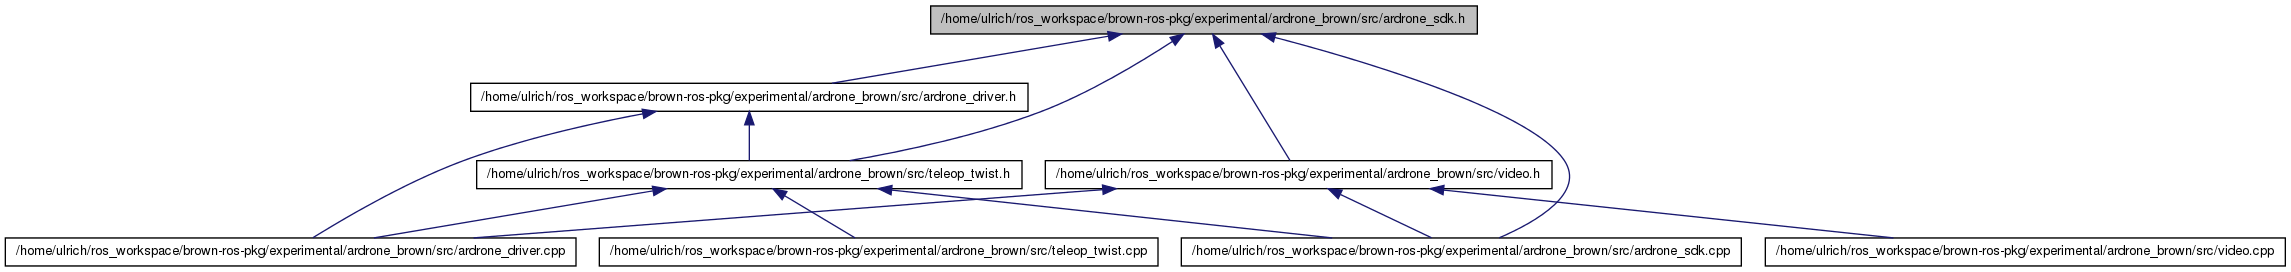 /home/ulrich/ros_workspace/brown-ros-pkg/experimental/ardrone_brown/src/ardrone_sdk.h
/home/ulrich/ros_workspace/brown-ros-pkg/experimental/ardrone_brown/src/ardrone_driver.h
/home/ulrich/ros_workspace/brown-ros-pkg/experimental/ardrone_brown/src/teleop_twist.h
/home/ulrich/ros_workspace/brown-ros-pkg/experimental/ardrone_brown/src/video.h
/home/ulrich/ros_workspace/brown-ros-pkg/experimental/ardrone_brown/src/ardrone_driver.cpp
/home/ulrich/ros_workspace/brown-ros-pkg/experimental/ardrone_brown/src/teleop_twist.cpp
/home/ulrich/ros_workspace/brown-ros-pkg/experimental/ardrone_brown/src/ardrone_sdk.cpp
/home/ulrich/ros_workspace/brown-ros-pkg/experimental/ardrone_brown/src/video.cpp